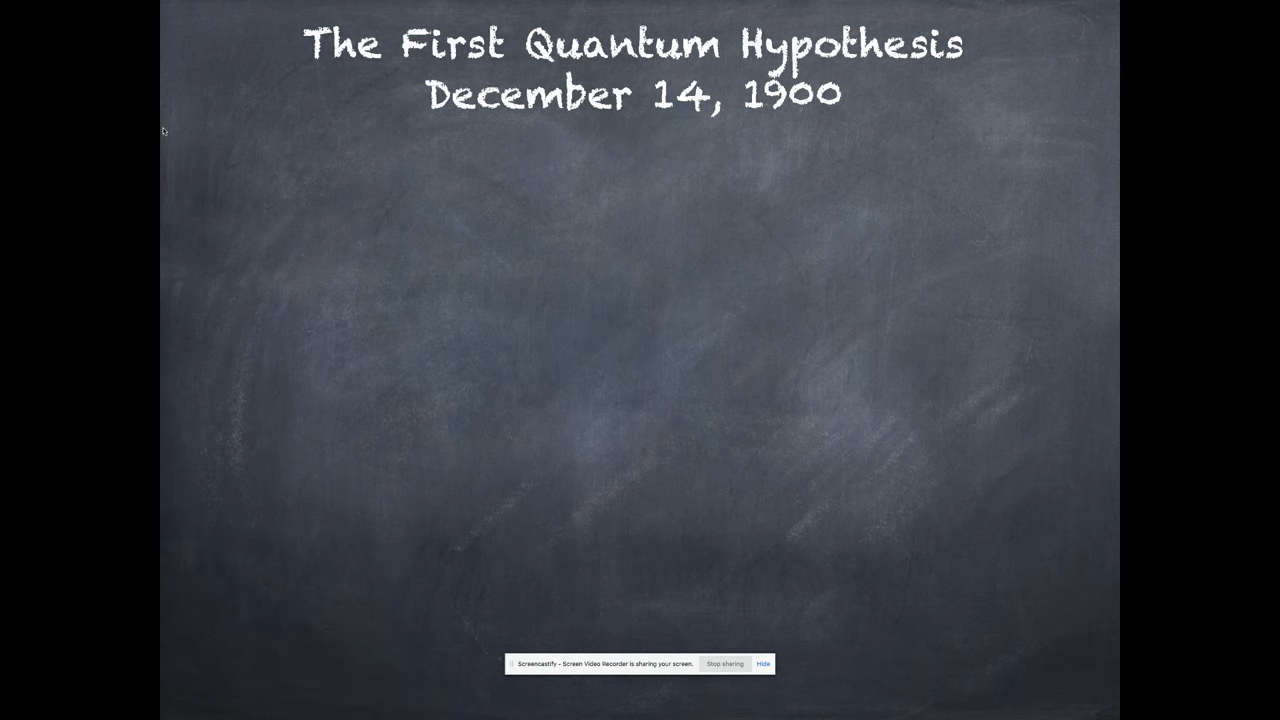 The First Quantum Hypothesis
December 14, 1900
Screencastify - Screen Video Recorder is sharing your screen. Stop sharing Hide